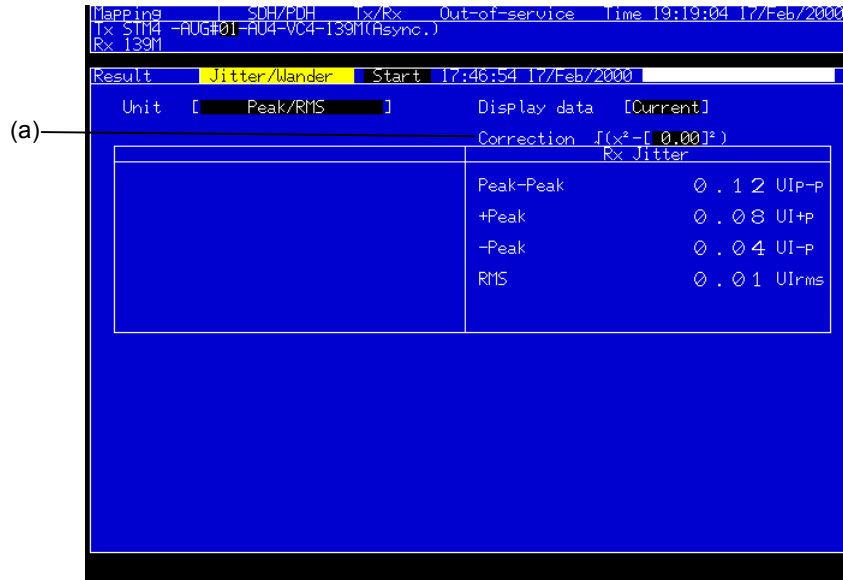 Mapping | SDH/PDH Tx/Rx Out-of-service Time 19:19:04 17/Feb/2000
Tx STM4 -AUG#01-AU4-VC4-139M(Async.)
Rx 139M
Result Jitter/Wander Start 17:46:54 17/Feb/2000
Unit [ Peak/RMS ] Display data [Current]
(a)
Correction √(x²-[ 0.00]²)
Rx Jitter
Peak-Peak 0.12 UIp-p
+Peak 0.08 UI+p
-Peak 0.04 UI-p
RMS 0.01 UIrms